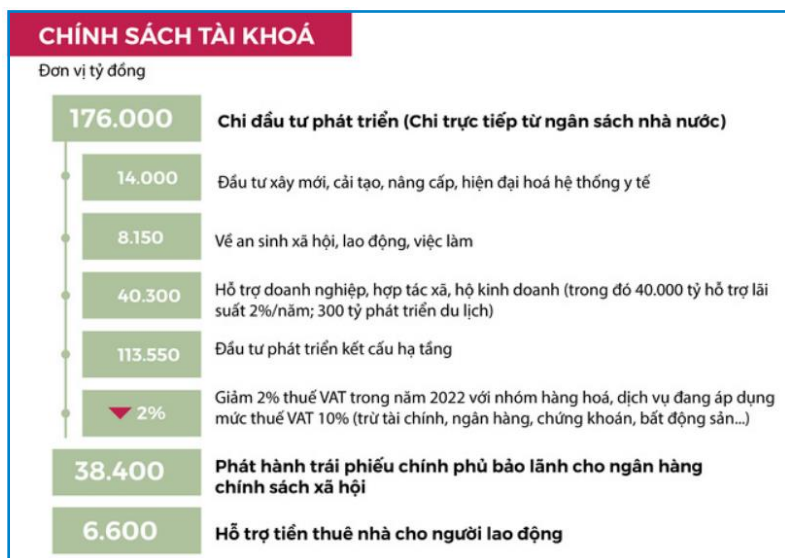 CHÍNH SÁCH TÀI KHOÁ
Đơn vị tỷ đồng
176.000 Chi đầu tư phát triển (Chi trực tiếp từ ngân sách nhà nước)
14.000 Đầu tư xây mới, cải tạo, nâng cấp, hiện đại hoá hệ thống y tế
8.150 Về an sinh xã hội, lao động, việc làm
40.300 Hỗ trợ doanh nghiệp, hợp tác xã, hộ kinh doanh (trong đó 40.000 tỷ hỗ trợ lãi
suất 2%/năm; 300 tỷ phát triển du lịch)
113.550 Đầu tư phát triển kết cấu hạ tầng
2% Giảm 2% thuế VAT trong năm 2022 với nhóm hàng hoá, dịch vụ đang áp dụng
mức thuế VAT 10% (trừ tài chính, ngân hàng, chứng khoán, bất động sản...)
38.400 Phát hành trái phiếu chính phủ bảo lãnh cho ngân hàng
chính sách xã hội
6.600 Hỗ trợ tiền thuê nhà cho người lao động